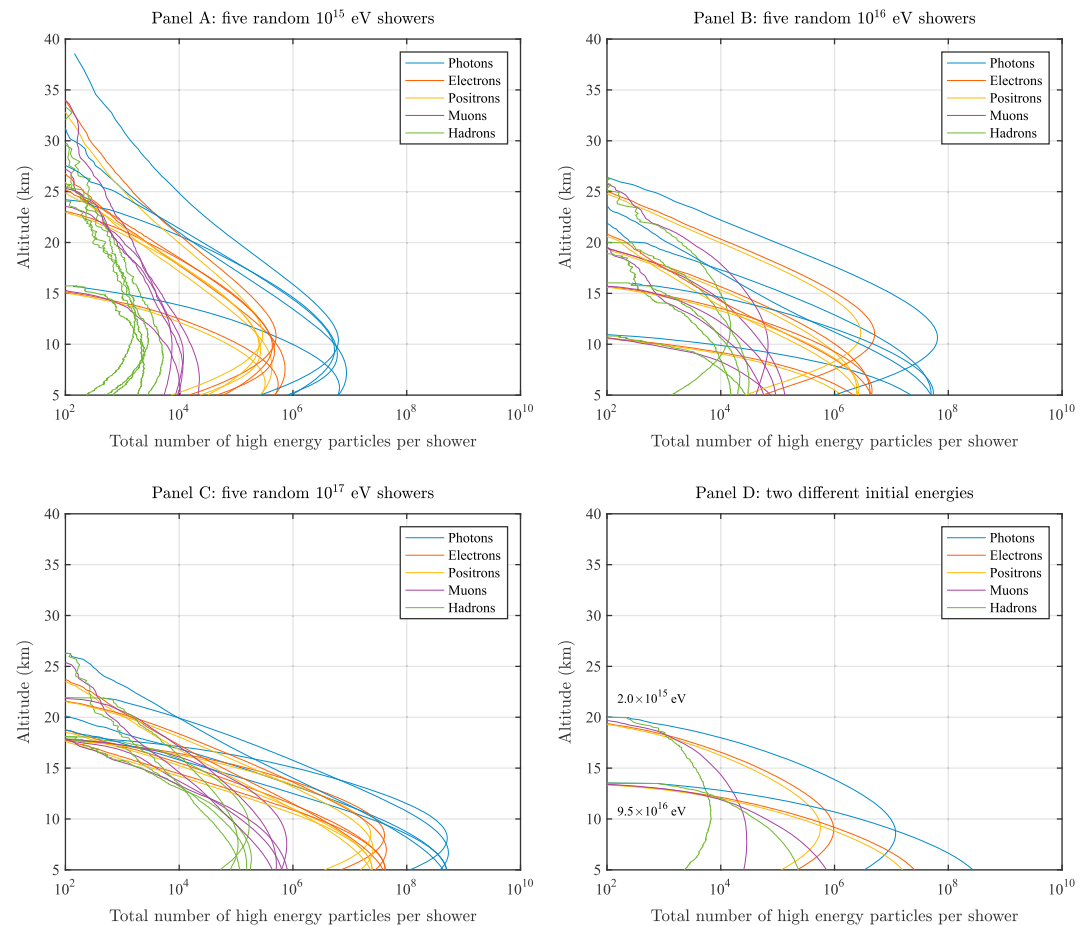 Panel A: five random 10^15 eV showers
40
35
30
25
20
15
10
5
Altitude (km)
Photons
Electrons
Positrons
Muons
Hadrons
10^2
10^4
10^6
10^8
10^10
Total number of high energy particles per shower
Panel B: five random 10^16 eV showers
40
35
30
25
20
15
10
5
Altitude (km)
Photons
Electrons
Positrons
Muons
Hadrons
10^2
10^4
10^6
10^8
10^10
Total number of high energy particles per shower
Panel C: five random 10^17 eV showers
40
35
30
25
20
15
10
5
Altitude (km)
Photons
Electrons
Positrons
Muons
Hadrons
10^2
10^4
10^6
10^8
10^10
Total number of high energy particles per shower
Panel D: two different initial energies
40
35
30
25
20
15
10
5
Altitude (km)
Photons
Electrons
Positrons
Muons
Hadrons
2.0×10^15 eV
9.5×10^16 eV
10^2
10^4
10^6
10^8
10^10
Total number of high energy particles per shower